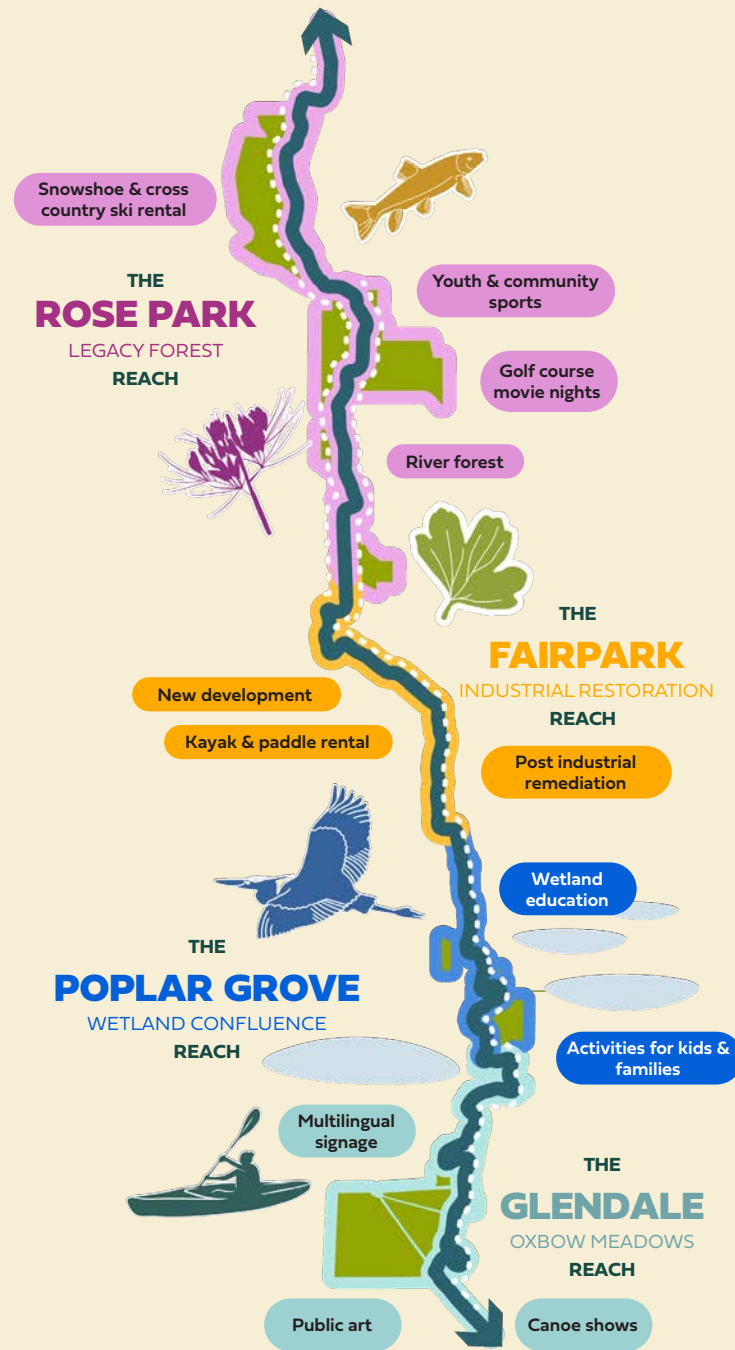 Snowshoe & cross
country ski rental
THE
ROSE PARK
LEGACY FOREST
REACH
Youth & community
sports
Golf course
movie nights
River forest
THE
FAIRPARK
INDUSTRIAL RESTORATION
REACH
New development
Kayak & paddle rental
Post industrial
remediation
Wetland
education
THE
POPLAR GROVE
WETLAND CONFLUENCE
REACH
Activities for kids &
families
Multilingual
signage
THE
GLENDALE
OXBOW MEADOWS
REACH
Public art
Canoe shows